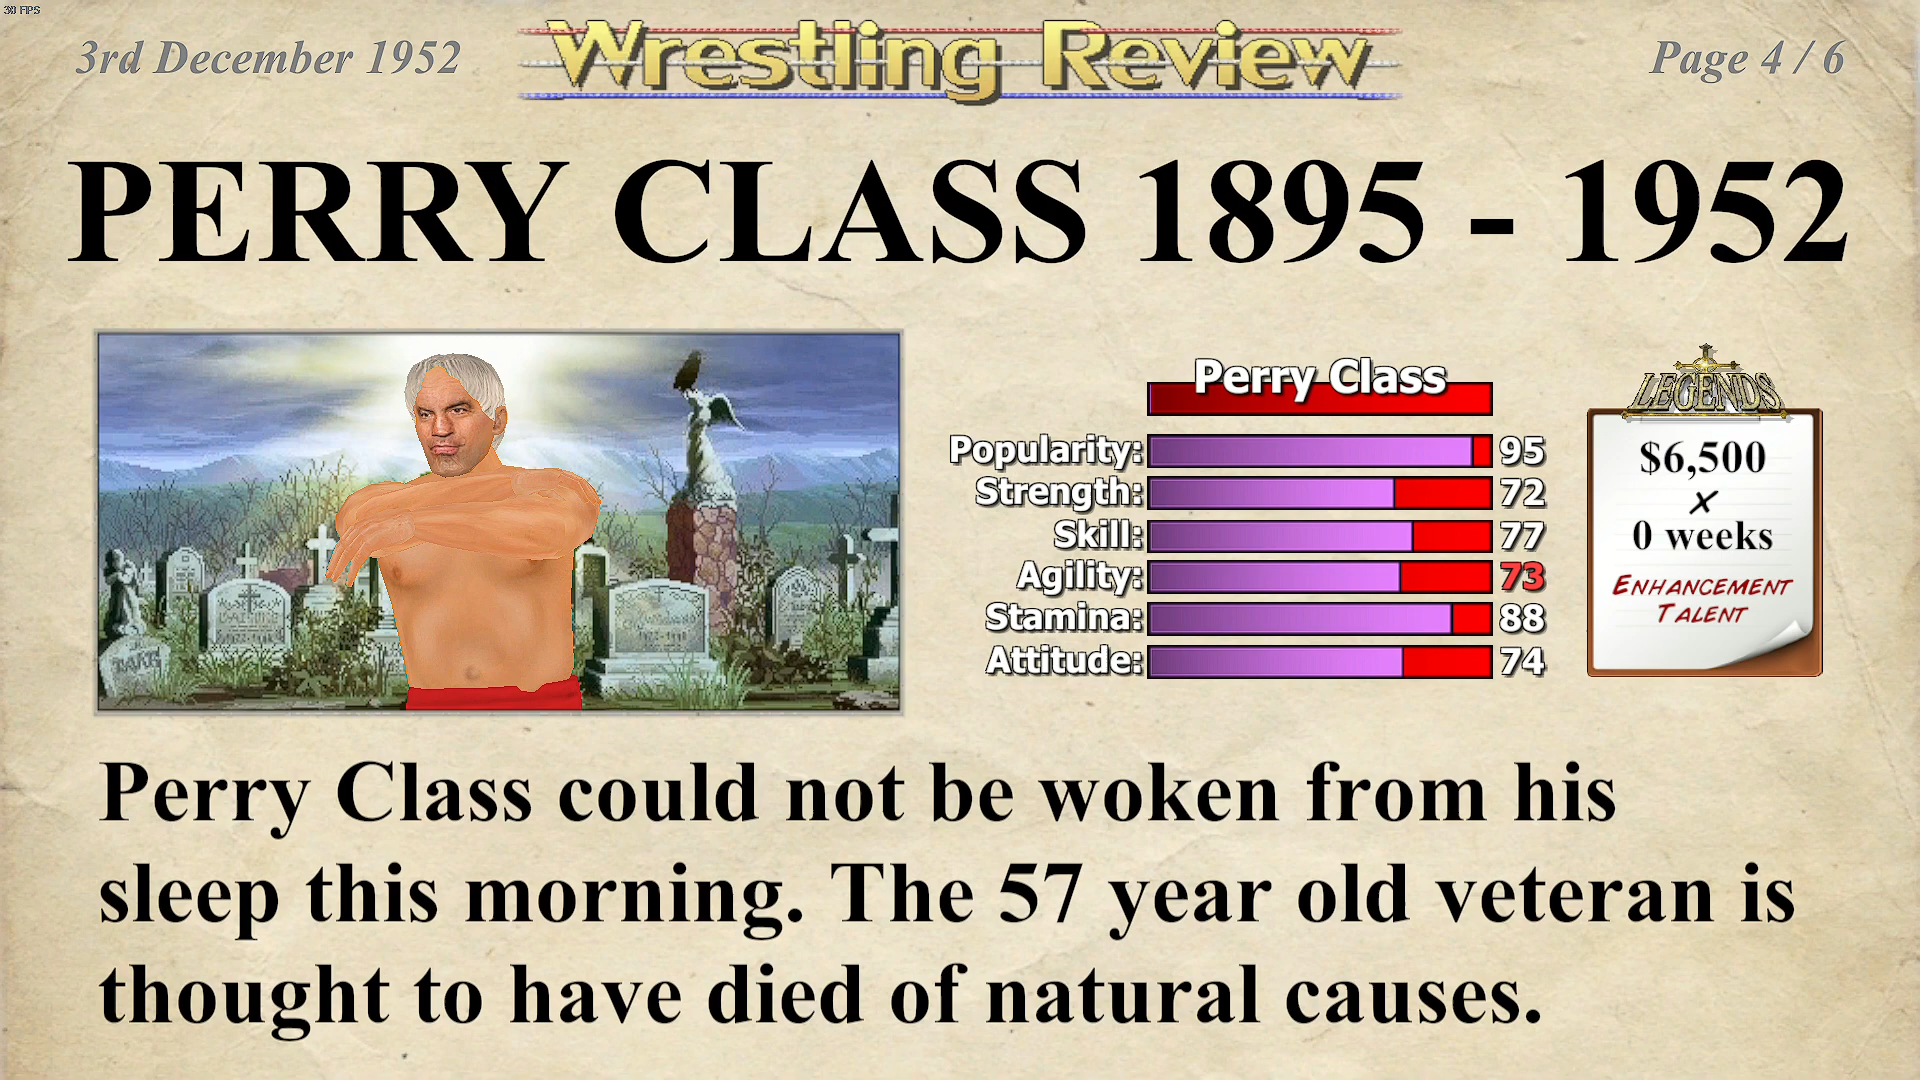 30 FPS
3rd December 1952
Wrestling Review
Page 4 / 6
PERRY CLASS 1895 - 1952
Perry Class
Popularity: 95
Strength: 72
Skill: 77
Agility: 73
Stamina: 88
Attitude: 74
LEGENDS
$6,500
x
0 weeks
ENHANCEMENT
TALENT
Perry Class could not be woken from his
sleep this morning. The 57 year old veteran is
thought to have died of natural causes.